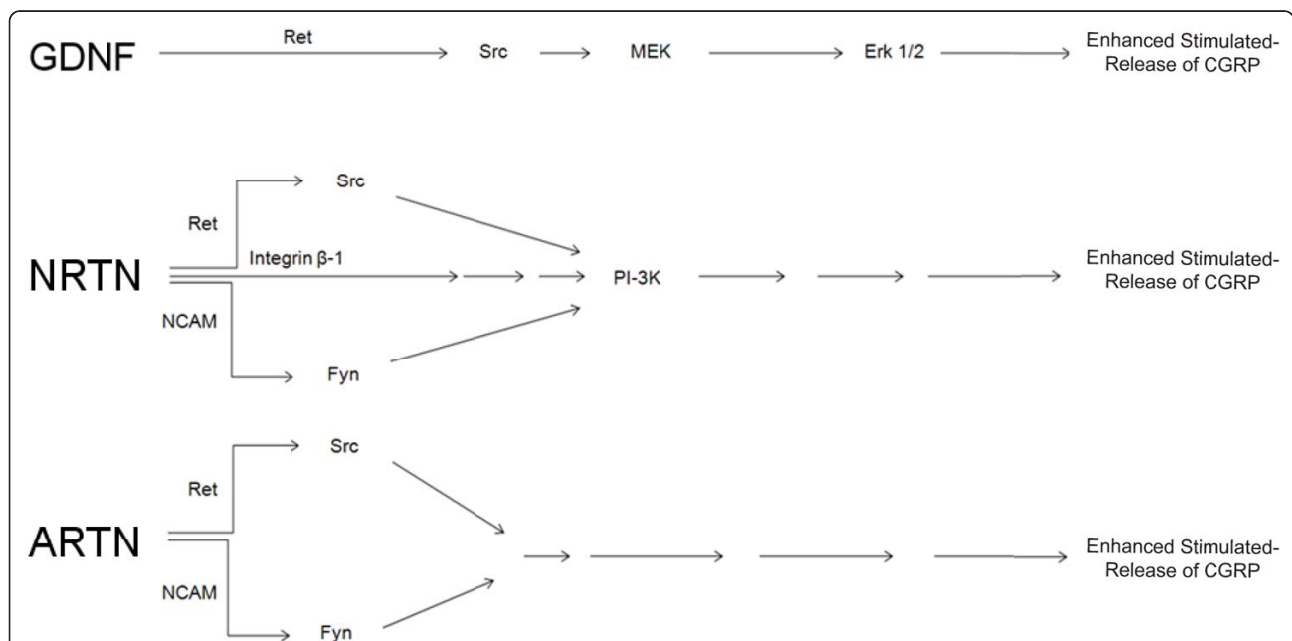 GDNF
Ret
Src
MEK
Erk 1/2
Enhanced Stimulated-
Release of CGRP
NRTN
Ret
Src
Integrin β-1
PI-3K
NCAM
Fyn
Enhanced Stimulated-
Release of CGRP
ARTN
Ret
Src
NCAM
Fyn
Enhanced Stimulated-
Release of CGRP